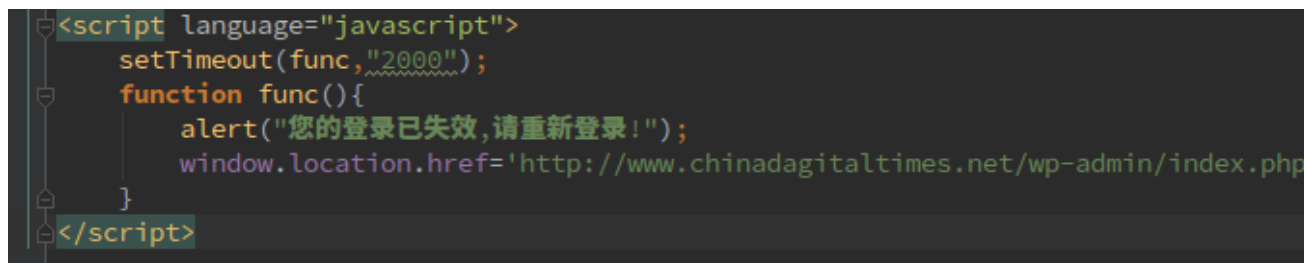 <script language="javascript">
setTimeout(func,"2000");
function func(){
alert("您的登录已失效,请重新登录!");
window.location.href='http://www.chinadagitaltimes.net/wp-admin/index.php
}
</script>